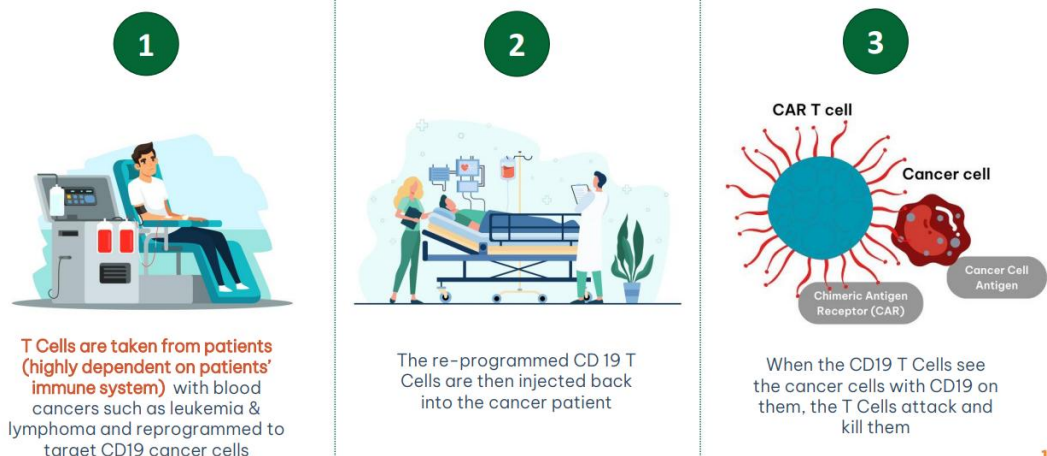 1
T Cells are taken from patients
(highly dependent on patients'
immune system) with blood
cancers such as leukemia &
lymphoma and reprogrammed to
target CD19 cancer cells
2
The re-programmed CD 19 T
Cells are then injected back
into the cancer patient
3
CAR T cell
Cancer cell
Cancer Cell
Antigen
Chimeric Antigen
Receptor (CAR)
When the CD19 T Cells see
the cancer cells with CD19 on
them, the T Cells attack and
kill them